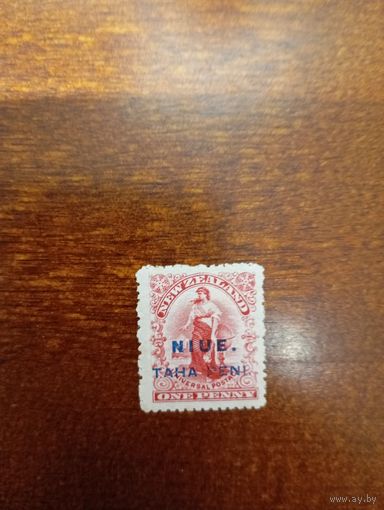 NEW ZEALAND
NIUE.
TAHA PENI.
UNIVERSAL POSTAGE
ONE PENNY
www.ay.by